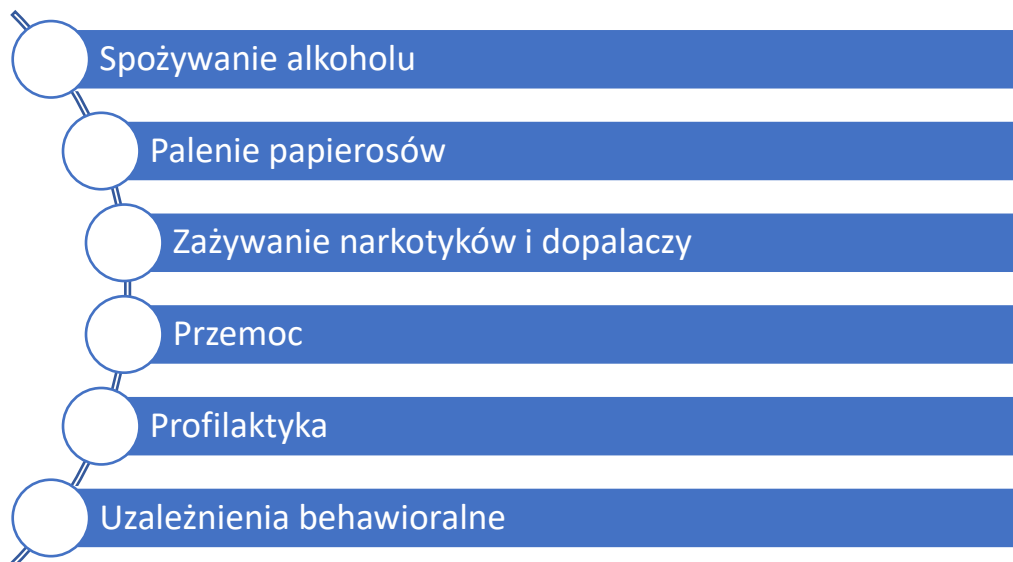 Spożywanie alkoholu
Palenie papierosów
Zażywanie narkotyków i dopalaczy
Przemoc
Profilaktyka
Uzależnienia behawioralne